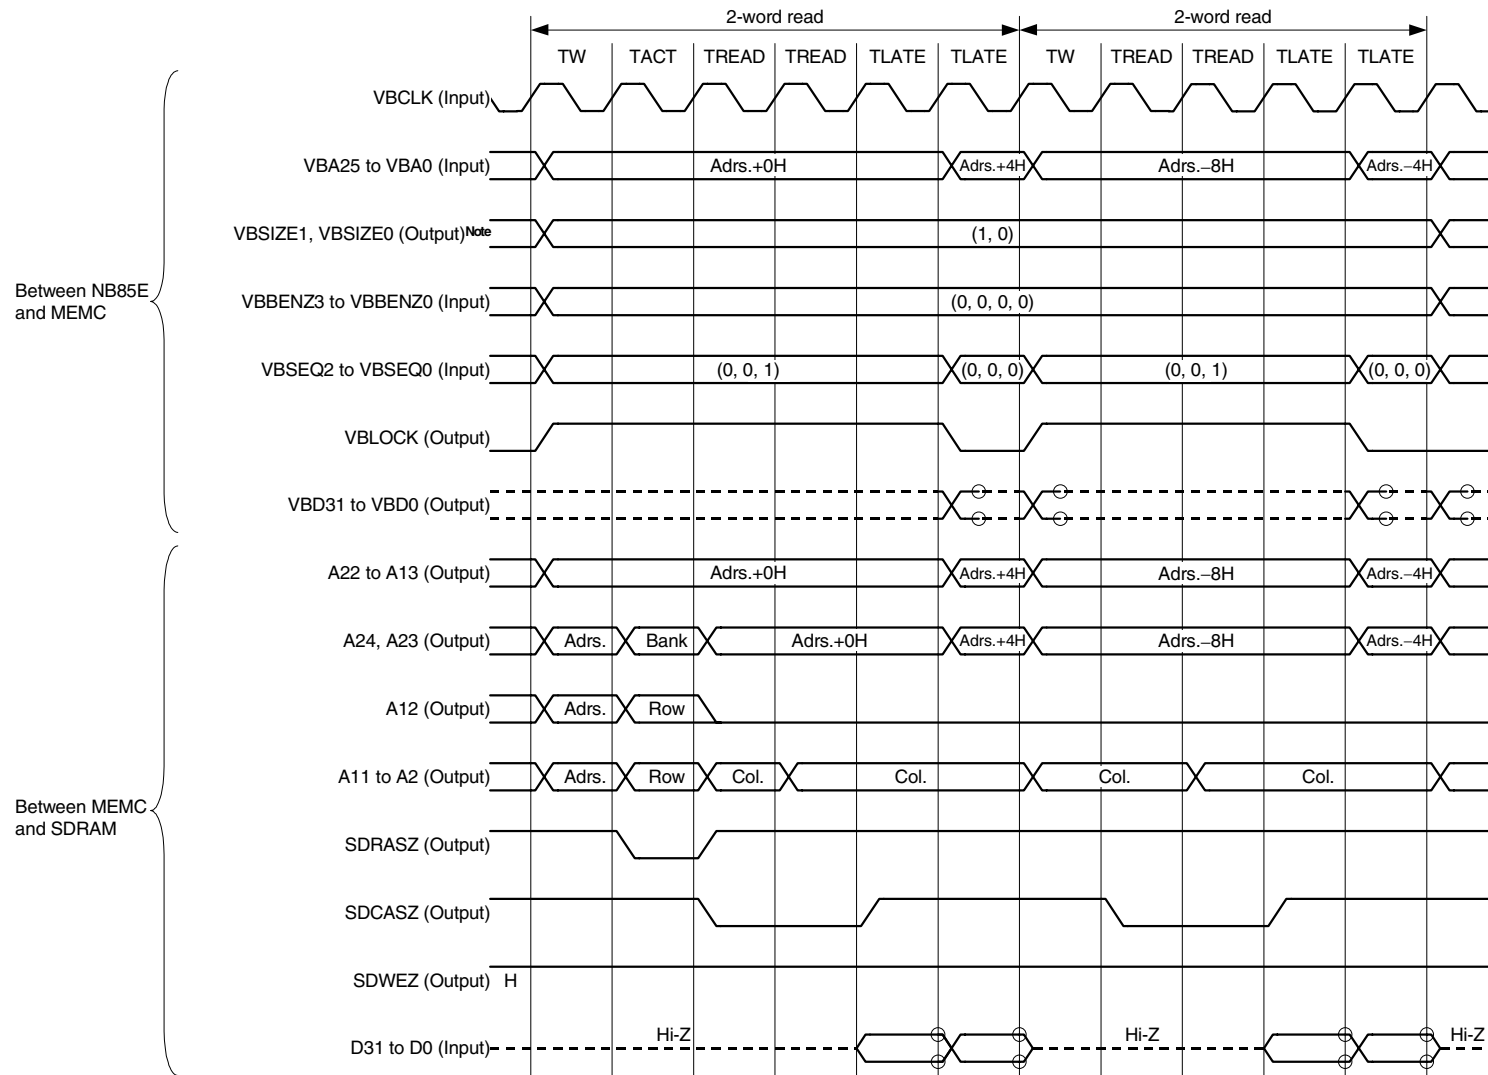 2-word read 2-word read
TW TACT TREAD TREAD TLATE TLATE TW TREAD TREAD TLATE TLATE
VBCLK (Input)
VBA25 to VBA0 (Input) Adrs.+0H Adrs.+4H Adrs.−8H Adrs.−4H
VBSIZE1, VBSIZE0 (Output)Note (1, 0)
Between NB85E
and MEMC
VBBENZ3 to VBBENZ0 (Input) (0, 0, 0, 0)
VBSEQ2 to VBSEQ0 (Input) (0, 0, 1) (0, 0, 0) (0, 0, 1) (0, 0, 0)
VBLOCK (Output)
VBD31 to VBD0 (Output)
A22 to A13 (Output) Adrs.+0H Adrs.+4H Adrs.−8H Adrs.−4H
A24, A23 (Output) Adrs. Bank Adrs.+0H Adrs.+4H Adrs.−8H Adrs.−4H
A12 (Output) Adrs. Row
A11 to A2 (Output) Adrs. Row Col. Col. Col. Col.
Between MEMC
and SDRAM
SDRASZ (Output)
SDCASZ (Output)
SDWEZ (Output) H
D31 to D0 (Input) Hi-Z Hi-Z Hi-Z